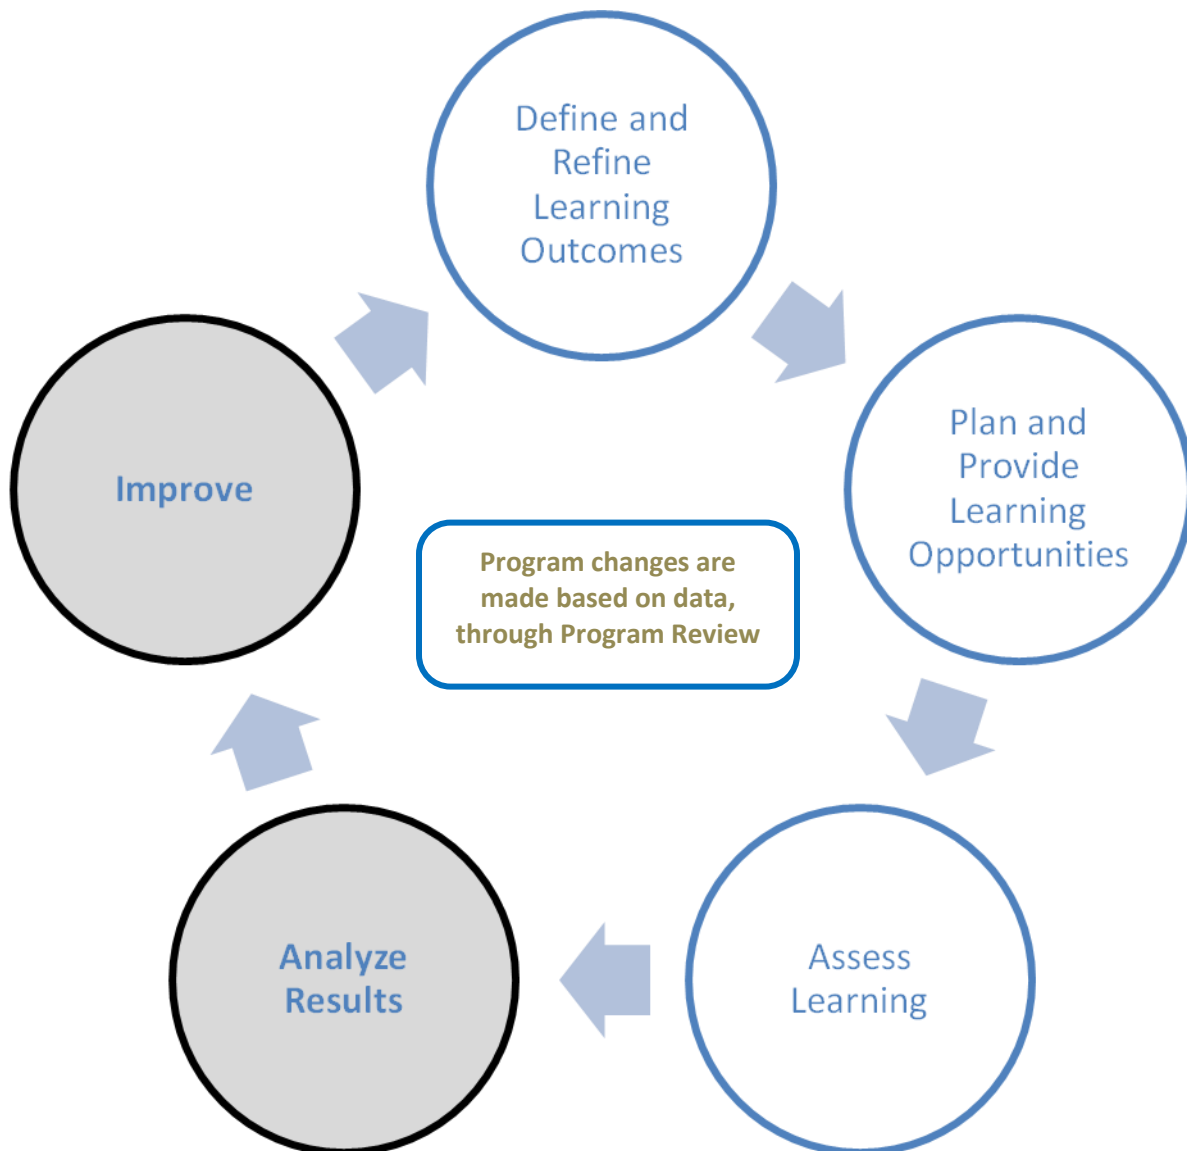 Define and
Refine
Learning
Outcomes
Plan and
Provide
Learning
Opportunities
Improve
Program changes are
made based on data,
through Program Review
Analyze
Results
Assess
Learning